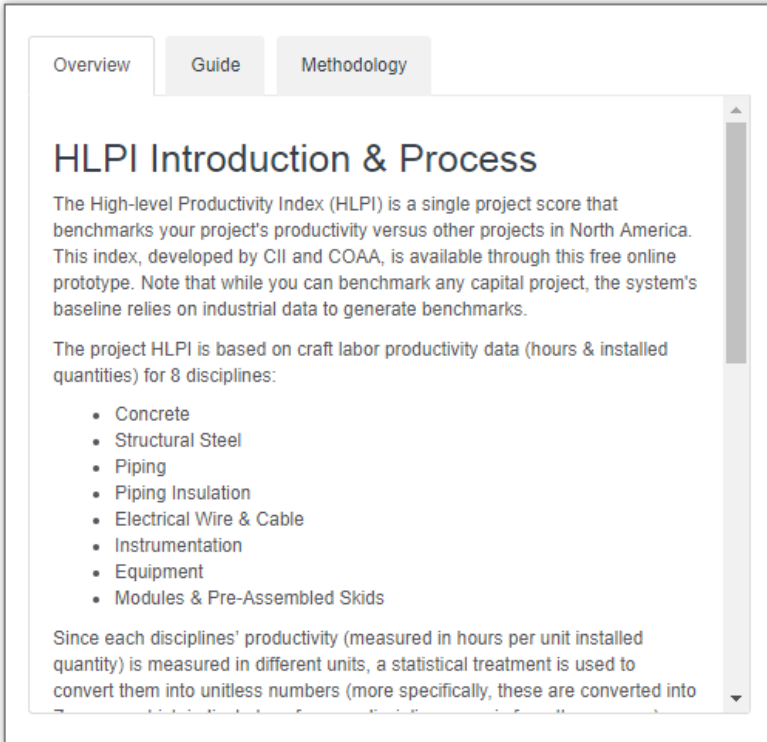 Overview Guide Methodology
HLPI Introduction & Process
The High-level Productivity Index (HLPI) is a single project score that
benchmarks your project's productivity versus other projects in North America.
This index, developed by CII and COAA, is available through this free online
prototype. Note that while you can benchmark any capital project, the system's
baseline relies on industrial data to generate benchmarks.
The project HLPI is based on craft labor productivity data (hours & installed
quantities) for 8 disciplines:
• Concrete
• Structural Steel
• Piping
• Piping Insulation
• Electrical Wire & Cable
• Instrumentation
• Equipment
• Modules & Pre-Assembled Skids
Since each disciplines' productivity (measured in hours per unit installed
quantity) is measured in different units, a statistical treatment is used to
convert them into unitless numbers (more specifically, these are converted into